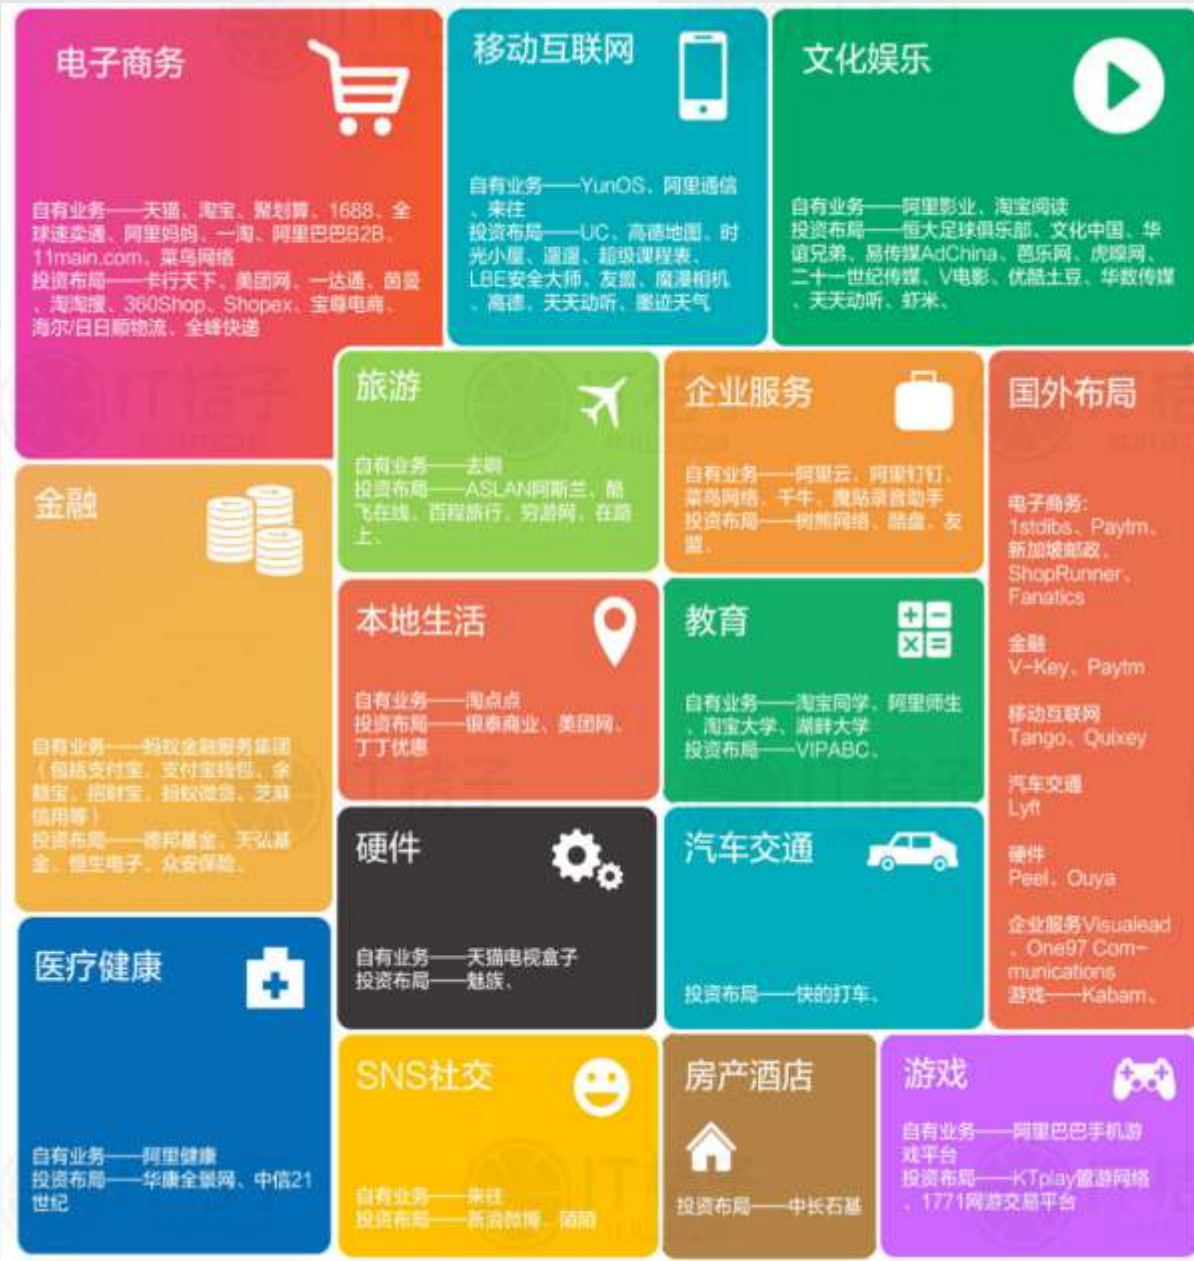 电子商务
自有业务——天猫、淘宝、聚划算、1688、全
球速卖通、阿里妈妈、一淘、阿里巴巴B2B、
11main.com、菜鸟网络
投资布局——卡行天下、美团网、一达通、茵曼
、淘淘搜、360Shop、Shopex、宝尊电商、
海尔/日日顺物流、全峰快递
移动互联网
自有业务——YunOS、阿里通信
、来往
投资布局——UC、高德地图、时
光小屋、遛遛、超级课程表、
LBE安全大师、友盟、魔漫相机
、高德、天天动听、墨迹天气
文化娱乐
自有业务——阿里影业、淘宝阅读
投资布局——恒大足球俱乐部、文化中国、华
谊兄弟、易传媒AdChina、芭乐网、虎嗅网、
二十一世纪传媒、V电影、优酷土豆、华数传媒
、天天动听、虾米、
旅游
自有业务——去啊
投资布局——ASLAN阿斯兰、酷
飞在线、百程旅行、穷游网、在路
上、
企业服务
自有业务——阿里云、阿里钉钉、
菜鸟网络、千牛、魔贴录音助手
投资布局——树熊网络、酷盘、友
盟、
国外布局
电子商务:
1stdibs、Paytm、
新加坡邮政、
ShopRunner、
Fanatics
金融
V-Key、Paytm
移动互联网
Tango、Quixey
汽车交通
Lyft
硬件
Peel、Ouya
企业服务Visualead
、One97 Com-
munications
游戏——Kabam、
金融
自有业务——蚂蚁金融服务集团
（包括支付宝、支付宝钱包、余
额宝、招财宝、蚂蚁微贷、芝麻
信用等）
投资布局——德邦基金、天弘基
金、恒生电子、众安保险、
本地生活
自有业务——淘点点
投资布局——银泰商业、美团网、
丁丁优惠
教育
自有业务——淘宝同学、阿里师生
、淘宝大学、湖畔大学
投资布局——VIPABC、
硬件
自有业务——天猫电视盒子
投资布局——魅族、
汽车交通
投资布局——快的打车、
医疗健康
自有业务——阿里健康
投资布局——华康全景网、中信21
世纪
SNS社交
自有业务——来往
投资布局——新浪微博、陌陌
房产酒店
投资布局——中长石基
游戏
自有业务——阿里巴巴手机游
戏平台
投资布局——KTplay盟游网络
、1771网游交易平台
IT桔子